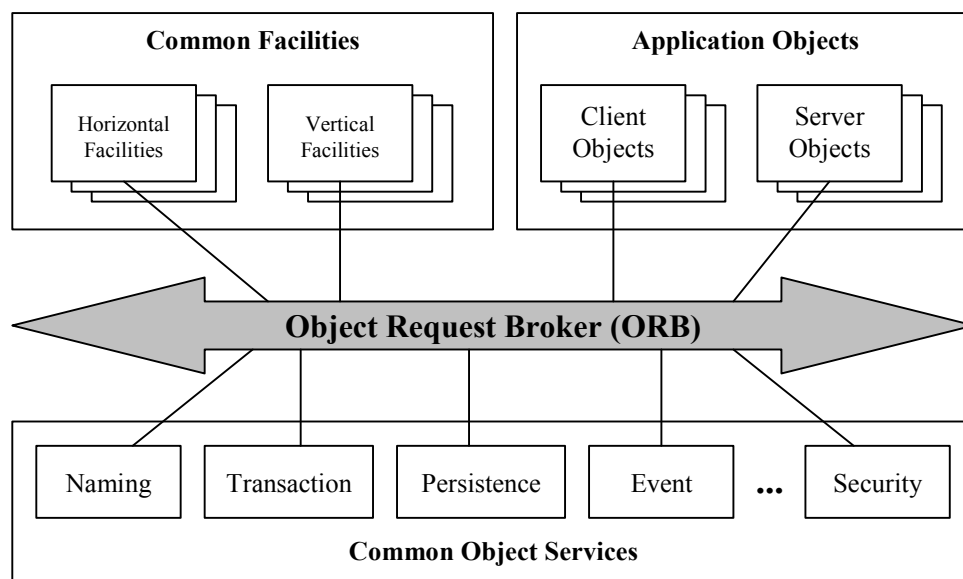 Common Facilities
Application Objects
Horizontal
Facilities
Vertical
Facilities
Client
Objects
Server
Objects
Object Request Broker (ORB)
Naming
Transaction
Persistence
Event
...
Security
Common Object Services